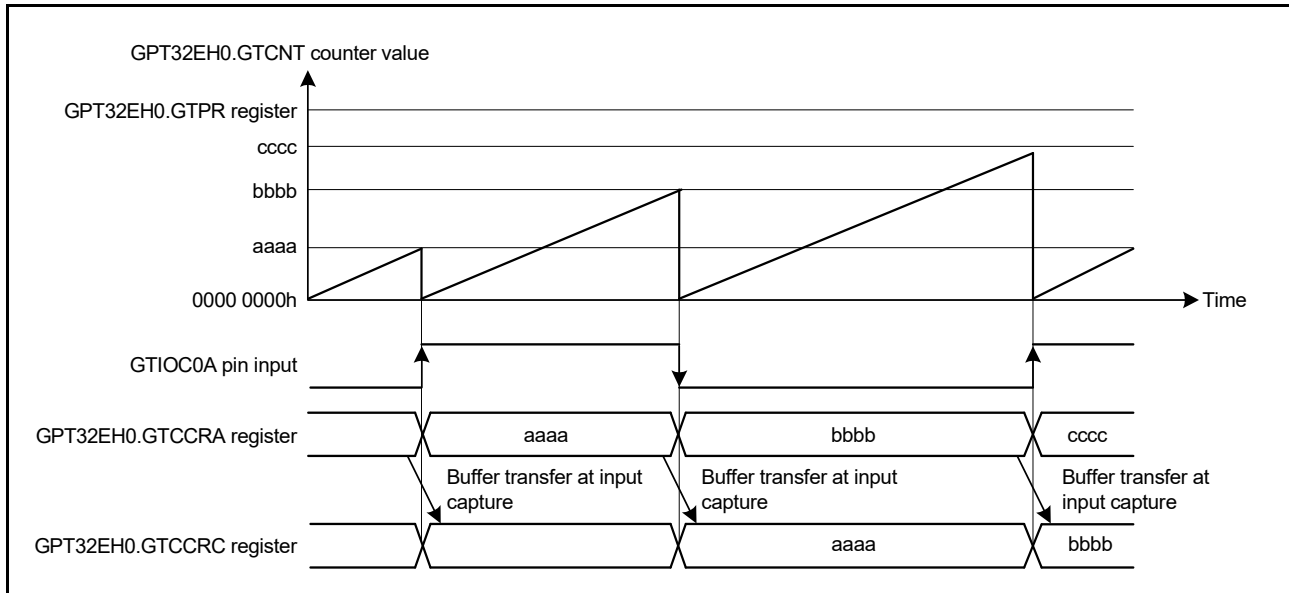 GPT32EH0.GTCNT counter value
GPT32EH0.GTPR register
cccc
bbbb
aaaa
0000 0000h
Time
GTIOC0A pin input
GPT32EH0.GTCCRA register
aaaa
bbbb
cccc
Buffer transfer at input
capture
Buffer transfer at input
capture
Buffer transfer at
input capture
GPT32EH0.GTCCRC register
aaaa
bbbb